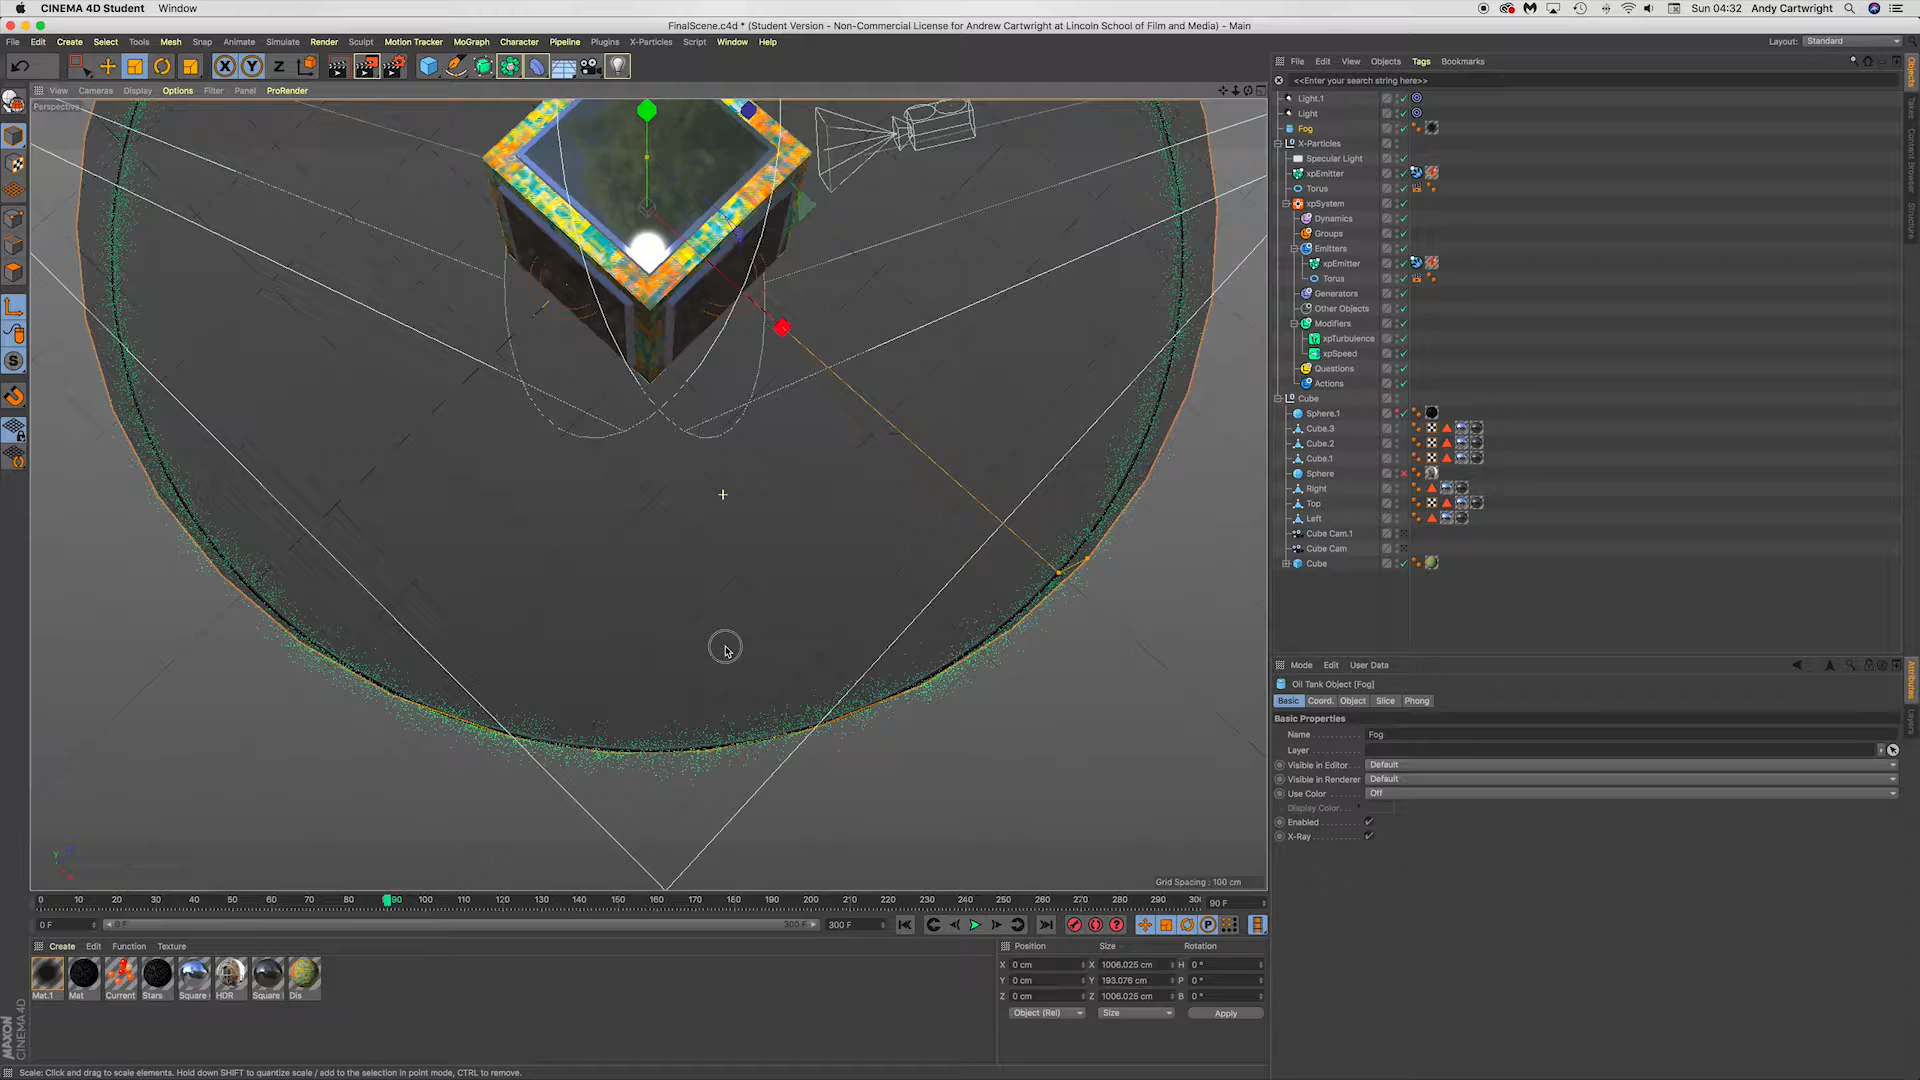 CINEMA 4D Student Window Sun 04:32 Andy Cartwright
FinalScene.c4d * (Student Version - Non-Commercial License for Andrew Cartwright at Lincoln School of Film and Media) - Main
File Edit Create Select Tools Mesh Snap Animate Simulate Render Sculpt Motion Tracker MoGraph Character Pipeline Plugins X-Particles Script Window Help Layout: Standard
X Y Z
View Cameras Display Options Filter Panel ProRender
Perspective
Grid Spacing : 100 cm
0 10 20 30 40 50 60 70 80 90 100 110 120 130 140 150 160 170 180 190 200 210 220 230 240 250 260 270 280 290 30 90 F
0 F 0 F 300 F 300 F
Create Edit Function Texture
Mat.1 Mat Current Stars Square HDR Square Dis
Position Size Rotation
X 0 cm X 1006.025 cm H 0 °
Y 0 cm Y 193.076 cm P 0 °
Z 0 cm Z 1006.025 cm B 0 °
Object (Rel) Size Apply
MAXON
CINEMA 4D
Scale: Click and drag to scale elements. Hold down SHIFT to quantize scale / add to the selection in point mode, CTRL to remove.
File Edit View Objects Tags Bookmarks
<<Enter your search string here>>
Light.1
Light
Fog
X-Particles
Specular Light
xpEmitter
Torus
xpSystem
Dynamics
Groups
Emitters
xpEmitter
Torus
Generators
Other Objects
Modifiers
xpTurbulence
xpSpeed
Questions
Actions
Cube
Sphere.1
Cube.3
Cube.2
Cube.1
Sphere
Right
Top
Left
Cube Cam.1
Cube Cam
Cube
Mode Edit User Data
Oil Tank Object [Fog]
Basic Coord. Object Slice Phong
Basic Properties
Name Fog
Layer
Visible in Editor Default
Visible in Renderer Default
Use Color Off
Display Color
Enabled
X-Ray
Objects
Takes
Content Browser
Structure
Attributes
Layers